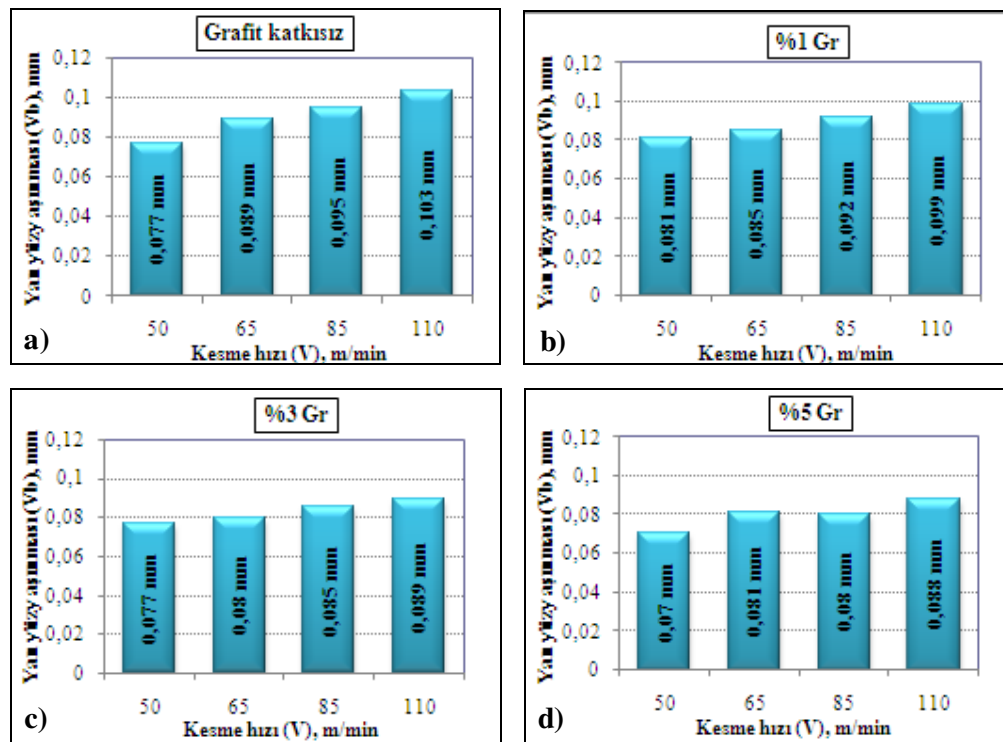 Grafit katkısız
Yan yüzy aşınması (Vb), mm
0,12
0,1
0,08
0,06
0,04
0,02
0
0,077 mm
0,089 mm
0,095 mm
0,103 mm
50 65 85 110
Kesme hızı (V), m/min
a)
%1 Gr
Yan yüzy aşınması (Vb), mm
0,12
0,1
0,08
0,06
0,04
0,02
0
0,081 mm
0,085 mm
0,092 mm
0,099 mm
50 65 85 110
Kesme hızı (V), m/min
b)
%3 Gr
Yan yüzy aşınması (Vb), mm
0,12
0,1
0,08
0,06
0,04
0,02
0
0,077 mm
0,08 mm
0,085 mm
0,089 mm
50 65 85 110
Kesme hızı (V), m/min
c)
%5 Gr
Yan yüzy aşınması (Vb), mm
0,12
0,1
0,08
0,06
0,04
0,02
0
0,07 mm
0,081 mm
0,08 mm
0,088 mm
50 65 85 110
Kesme hızı (V), m/min
d)